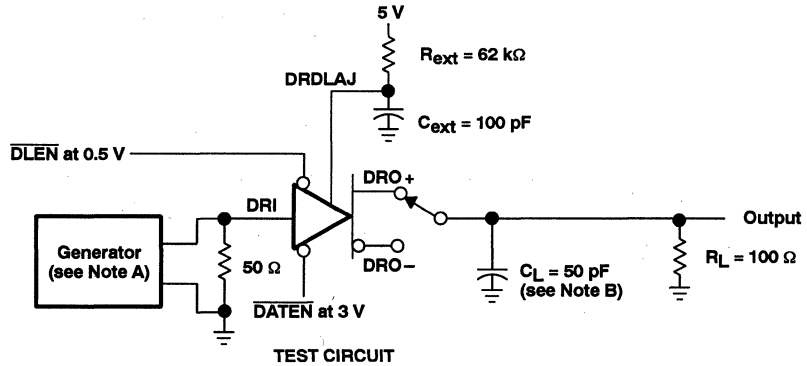 5 V
Rext = 62 kΩ
DRDLAJ
Cext = 100 pF
DLEN at 0.5 V
DRO+
DRI
Output
Generator
(see Note A)
50 Ω
DRO−
CL = 50 pF
(see Note B)
RL = 100 Ω
DATEN at 3 V
TEST CIRCUIT